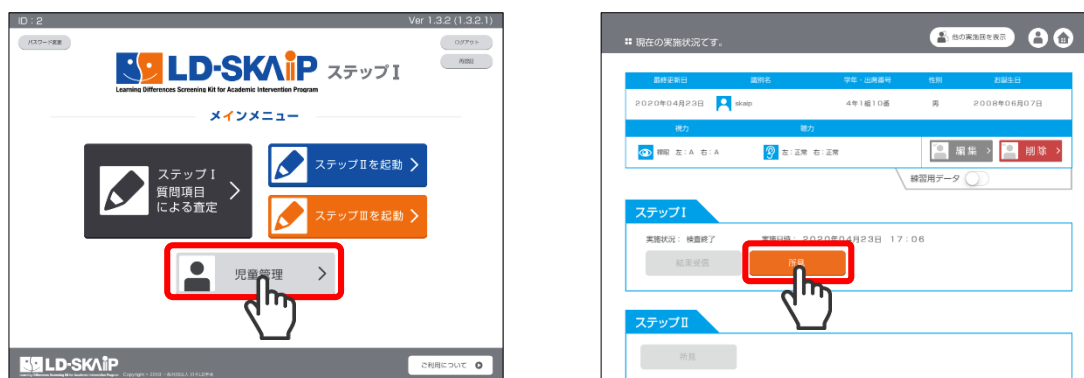 ID:2
Ver 1.3.2 (1.3.2.1)
パスワード変更
ログアウト
再認証
LD-SKAiP ステップⅠ
Learning Differences Screening Kit for Academic Intervention Program
メインメニュー
ステップⅠ
質問項目
による査定
ステップⅡを起動
ステップⅢを起動
児童管理
LD-SKAiP
ご利用について
現在の実施状況です。
他の実施回を表示
最終更新日 識別名 学年・出席番号 性別 お誕生日
2020年04月23日 skaip 4年1組10番 男 2008年06月07日
視力 聴力
裸眼 左:A 右:A 左:正常 右:正常
編集
削除
練習用データ
ステップⅠ
実施状況: 検査終了 実施日時: 2020年04月23日 17:06
結果受信
所見
ステップⅡ
所見